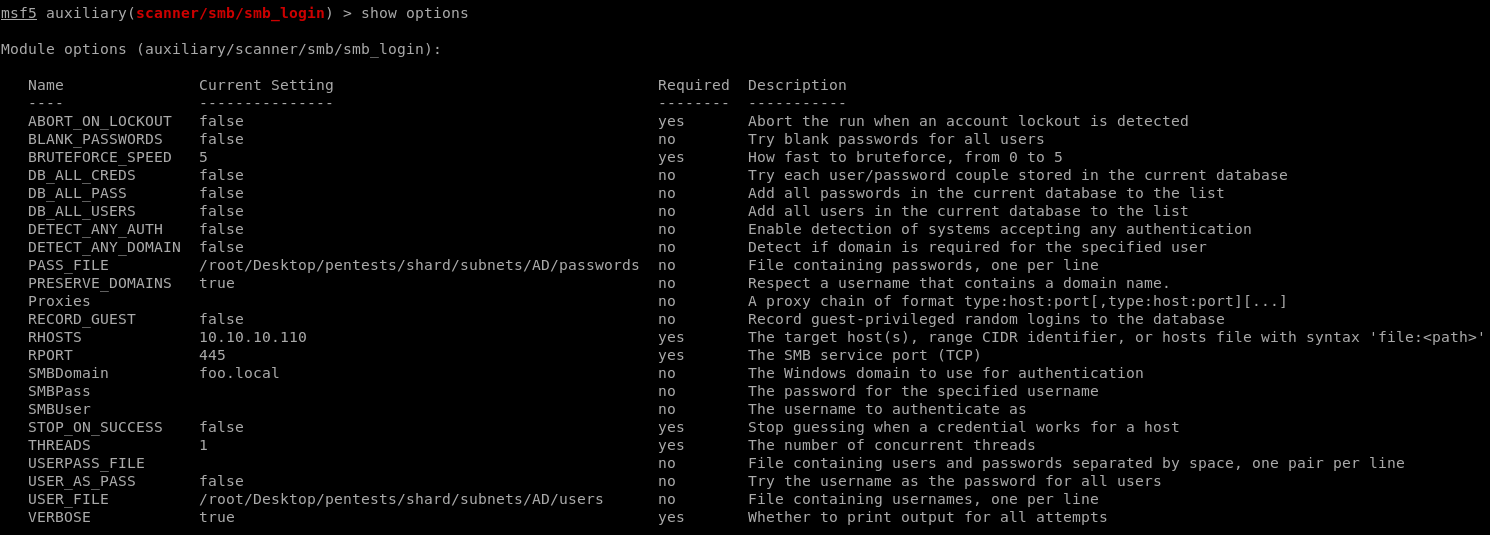 msf5 auxiliary(scanner/smb/smb_login) > show options
Module options (auxiliary/scanner/smb/smb_login):
Name Current Setting Required Description
---- --------------- -------- -----------
ABORT_ON_LOCKOUT false yes Abort the run when an account lockout is detected
BLANK_PASSWORDS false no Try blank passwords for all users
BRUTEFORCE_SPEED 5 yes How fast to bruteforce, from 0 to 5
DB_ALL_CREDS false no Try each user/password couple stored in the current database
DB_ALL_PASS false no Add all passwords in the current database to the list
DB_ALL_USERS false no Add all users in the current database to the list
DETECT_ANY_AUTH false no Enable detection of systems accepting any authentication
DETECT_ANY_DOMAIN false no Detect if domain is required for the specified user
PASS_FILE /root/Desktop/pentests/shard/subnets/AD/passwords no File containing passwords, one per line
PRESERVE_DOMAINS true no Respect a username that contains a domain name.
Proxies no A proxy chain of format type:host:port[,type:host:port][...]
RECORD_GUEST false no Record guest-privileged random logins to the database
RHOSTS 10.10.10.110 yes The target host(s), range CIDR identifier, or hosts file with syntax 'file:<path>'
RPORT 445 yes The SMB service port (TCP)
SMBDomain foo.local no The Windows domain to use for authentication
SMBPass no The password for the specified username
SMBUser no The username to authenticate as
STOP_ON_SUCCESS false yes Stop guessing when a credential works for a host
THREADS 1 yes The number of concurrent threads
USERPASS_FILE no File containing users and passwords separated by space, one pair per line
USER_AS_PASS false no Try the username as the password for all users
USER_FILE /root/Desktop/pentests/shard/subnets/AD/users no File containing usernames, one per line
VERBOSE true yes Whether to print output for all attempts